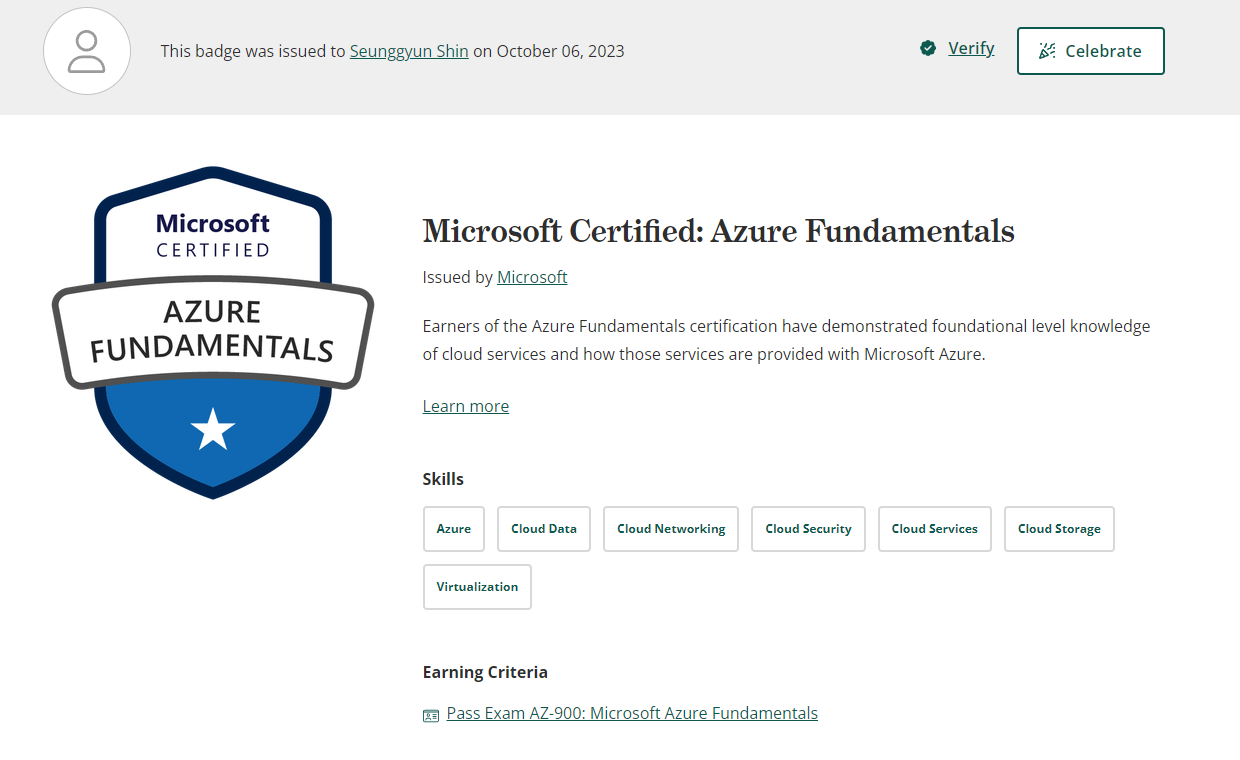 This badge was issued to Seunggyun Shin on October 06, 2023
Verify
Celebrate
Microsoft
CERTIFIED
AZURE
FUNDAMENTALS
Microsoft Certified: Azure Fundamentals
Issued by Microsoft
Earners of the Azure Fundamentals certification have demonstrated foundational level knowledge
of cloud services and how those services are provided with Microsoft Azure.
Learn more
Skills
Azure
Cloud Data
Cloud Networking
Cloud Security
Cloud Services
Cloud Storage
Virtualization
Earning Criteria
Pass Exam AZ-900: Microsoft Azure Fundamentals